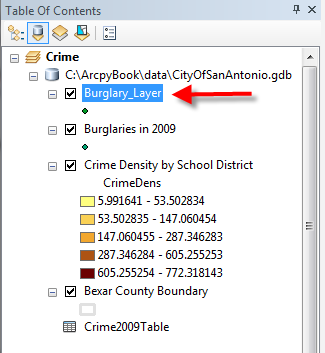 Table Of Contents
Crime
C:\ArcpyBook\data\CityOfSanAntonio.gdb
Burglary_Layer
Burglaries in 2009
Crime Density by School District
CrimeDens
5.991641 - 53.502834
53.502835 - 147.060454
147.060455 - 287.346283
287.346284 - 605.255253
605.255254 - 772.318143
Bexar County Boundary
Crime2009Table